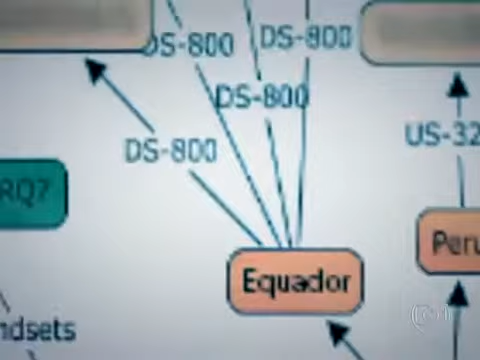 DS-800
DS-800
DS-800
DS-800
US-32
RQ7
Peru
Equador
ndsets